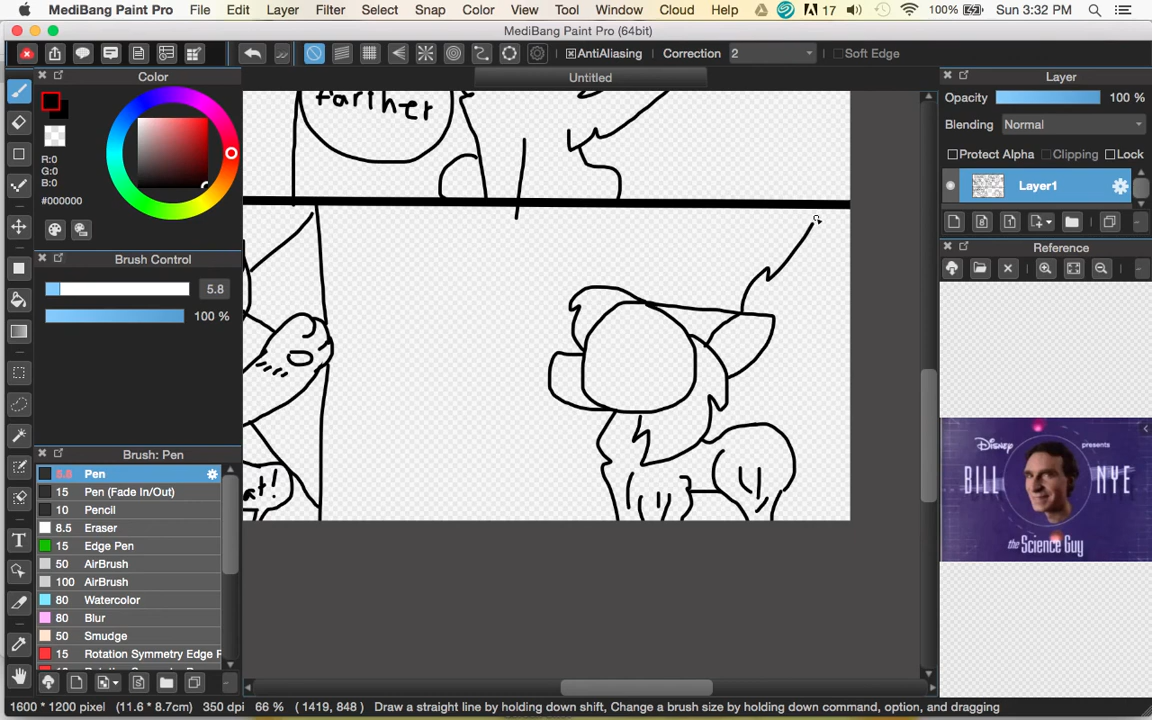 MediBang Paint Pro File Edit Layer Filter Select Snap Color View Tool Window Cloud Help 17 100% Sun 3:32 PM
MediBang Paint Pro (64bit)
AntiAliasing Correction 2 Soft Edge
Untitled
Color
R:0
G:0
B:0
#000000
Brush Control
5.8
100 %
Brush: Pen
5.8 Pen
15 Pen (Fade In/Out)
10 Pencil
8.5 Eraser
15 Edge Pen
50 AirBrush
100 AirBrush
80 Watercolor
80 Blur
50 Smudge
15 Rotation Symmetry Edge
farther
at!
Layer
Opacity 100 %
Blending Normal
Protect Alpha Clipping Lock
Layer1
Reference
Disney presents
BILL NYE
the Science Guy
1600 * 1200 pixel (11.6 * 8.7cm) 350 dpi 66 % ( 1419, 848 ) Draw a straight line by holding down shift, Change a brush size by holding down command, option, and dragging